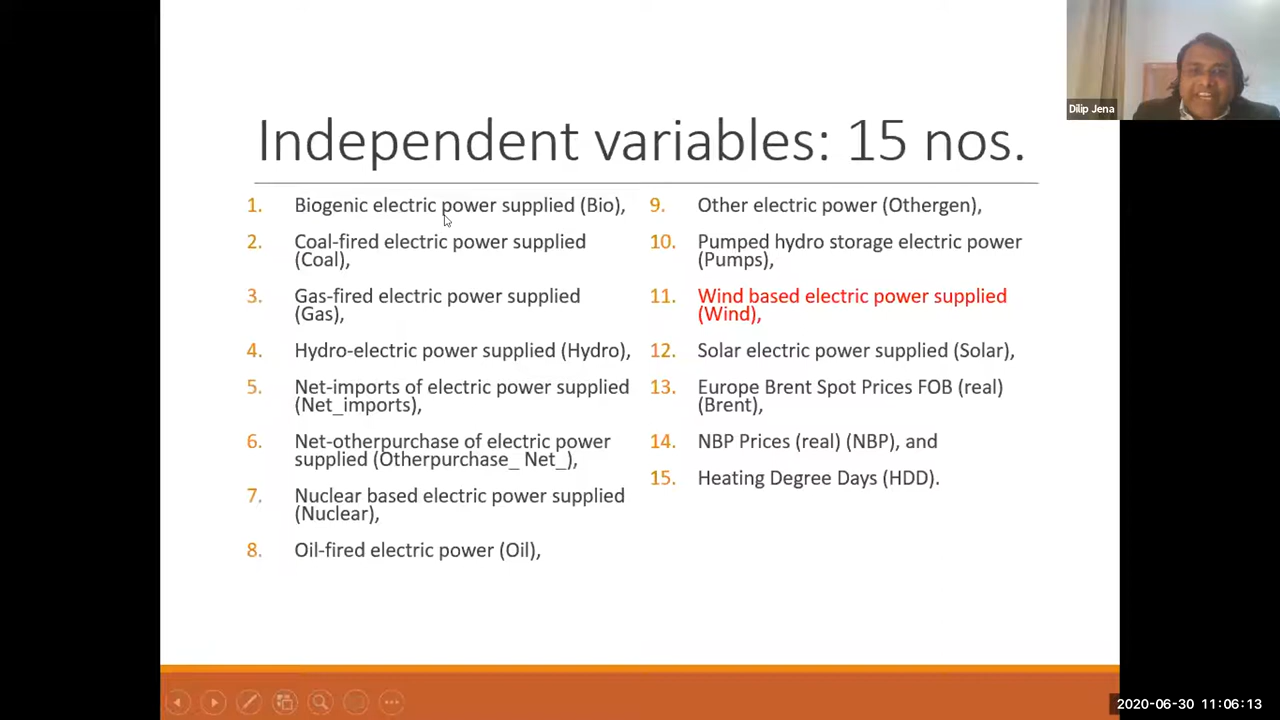 Dilip Jena
Independent variables: 15 nos.
1. Biogenic electric power supplied (Bio),
2. Coal-fired electric power supplied
(Coal),
3. Gas-fired electric power supplied
(Gas),
4. Hydro-electric power supplied (Hydro),
5. Net-imports of electric power supplied
(Net_imports),
6. Net-otherpurchase of electric power
supplied (Otherpurchase_ Net_),
7. Nuclear based electric power supplied
(Nuclear),
8. Oil-fired electric power (Oil),
9. Other electric power (Othergen),
10. Pumped hydro storage electric power
(Pumps),
11. Wind based electric power supplied
(Wind),
12. Solar electric power supplied (Solar),
13. Europe Brent Spot Prices FOB (real)
(Brent),
14. NBP Prices (real) (NBP), and
15. Heating Degree Days (HDD).
2020-06-30 11:06:13